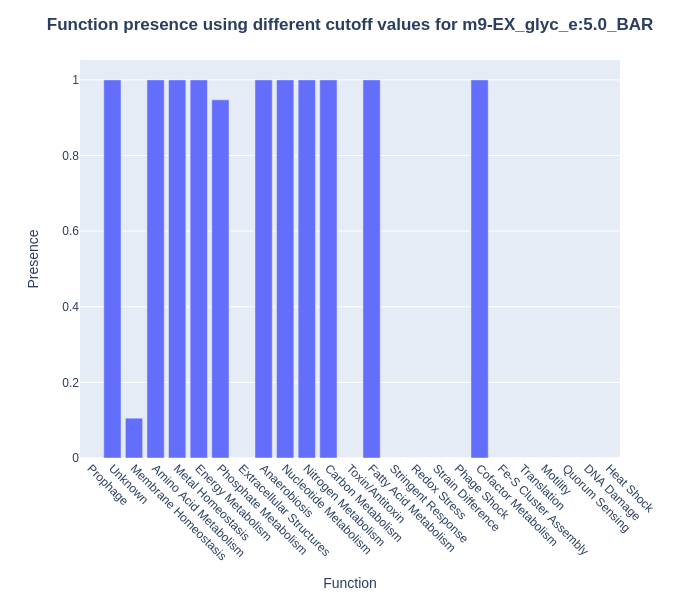 Function presence using different cutoff values for m9-EX_glyc_e:5.0_BAR
1
0.8
0.6
0.4
0.2
0
Presence
Prophage
Unknown
Membrane Homeostasis
Amino Acid Metabolism
Metal Homeostasis
Energy Metabolism
Phosphate Metabolism
Extracellular Structures
Anaerobiosis
Nucleotide Metabolism
Nitrogen Metabolism
Carbon Metabolism
Toxin/Antitoxin
Fatty Acid Metabolism
Stringent Response
Redox Stress
Strain Difference
Phage Shock
Cofactor Metabolism
Fe-S Cluster Assembly
Translation
Motility
Quorum Sensing
DNA Damage
Heat Shock
Function